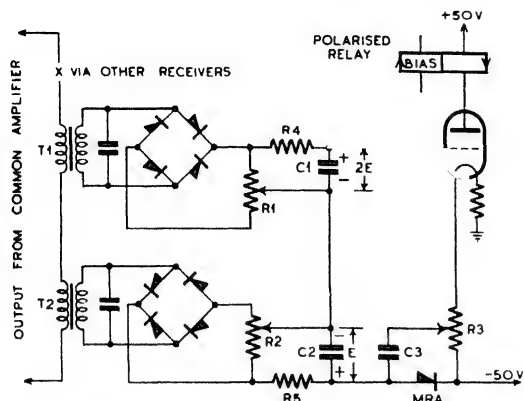 +50V
POLARISED
RELAY
BIAS
X VIA OTHER RECEIVERS
OUTPUT FROM COMMON AMPLIFIER
T1
R4
C1
+
-
2E
R1
T2
R2
-
C2
+
E
C3
R3
R5
MRA
-50V